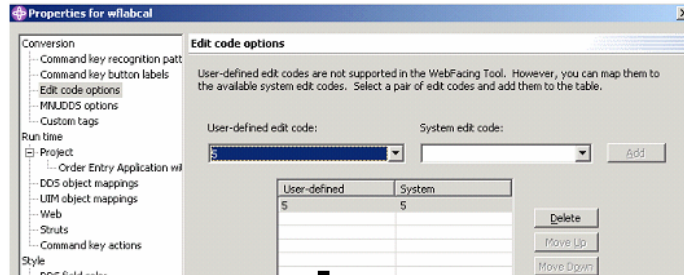 Properties for wflabcal
Conversion
Command key recognition patt
Command key button labels
Edit code options
MNUDDS options
Custom tags
Run time
Project
Order Entry Application wi
DDS object mappings
UIM object mappings
Web
Struts
Command key actions
Style
DDS field color
Edit code options
User-defined edit codes are not supported in the WebFacing Tool. However, you can map them to
the available system edit codes. Select a pair of edit codes and add them to the table.
User-defined edit code: System edit code:
5
Add
User-defined System
5 5
Delete
Move Up
Move Down